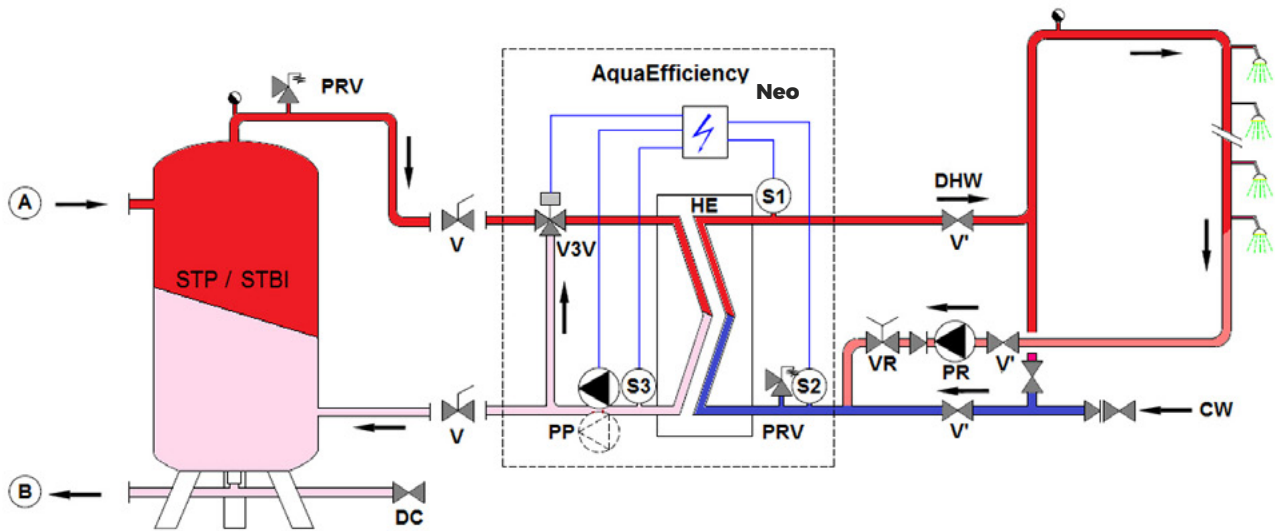 PRV
AquaEfficiency
Neo
A
S1
DHW
HE
V
V3V
V'
STP / STBI
VR
PR
V'
S3
S2
V
PP
PRV
V'
CW
B
DC